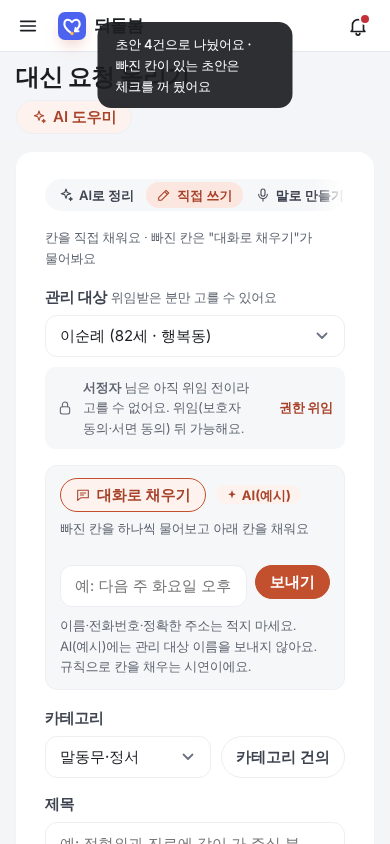 초안 4건으로 나눴어요 ·
빠진 칸이 있는 초안은
체크를 꺼 뒀어요
대신 요청
AI 도우미
AI로 정리 직접 쓰기 말로 만들기
칸을 직접 채워요 · 빠진 칸은 "대화로 채우기"가
물어봐요
관리 대상 위임받은 분만 고를 수 있어요
이순례 (82세 · 행복동)
서정자 님은 아직 위임 전이라
고를 수 없어요. 위임(보호자
동의·서면 동의) 뒤 가능해요.
권한 위임
대화로 채우기 AI(예시)
빠진 칸을 하나씩 물어보고 아래 칸을 채워요
예: 다음 주 화요일 오후 보내기
이름·전화번호·정확한 주소는 적지 마세요.
AI(예시)에는 관리 대상 이름을 보내지 않아요.
규칙으로 칸을 채우는 시연이에요.
카테고리
말동무·정서 카테고리 건의
제목